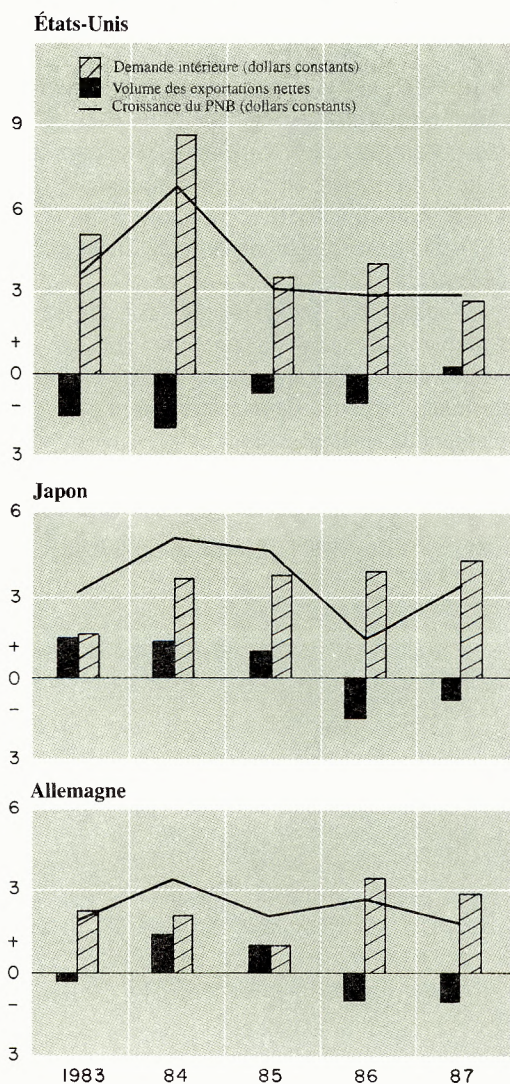 États-Unis
Demande intérieure (dollars constants)
Volume des exportations nettes
Croissance du PNB (dollars constants)
9
6
3
+
0
−
3
Japon
6
3
+
0
−
3
Allemagne
6
3
+
0
−
3
1983 84 85 86 87